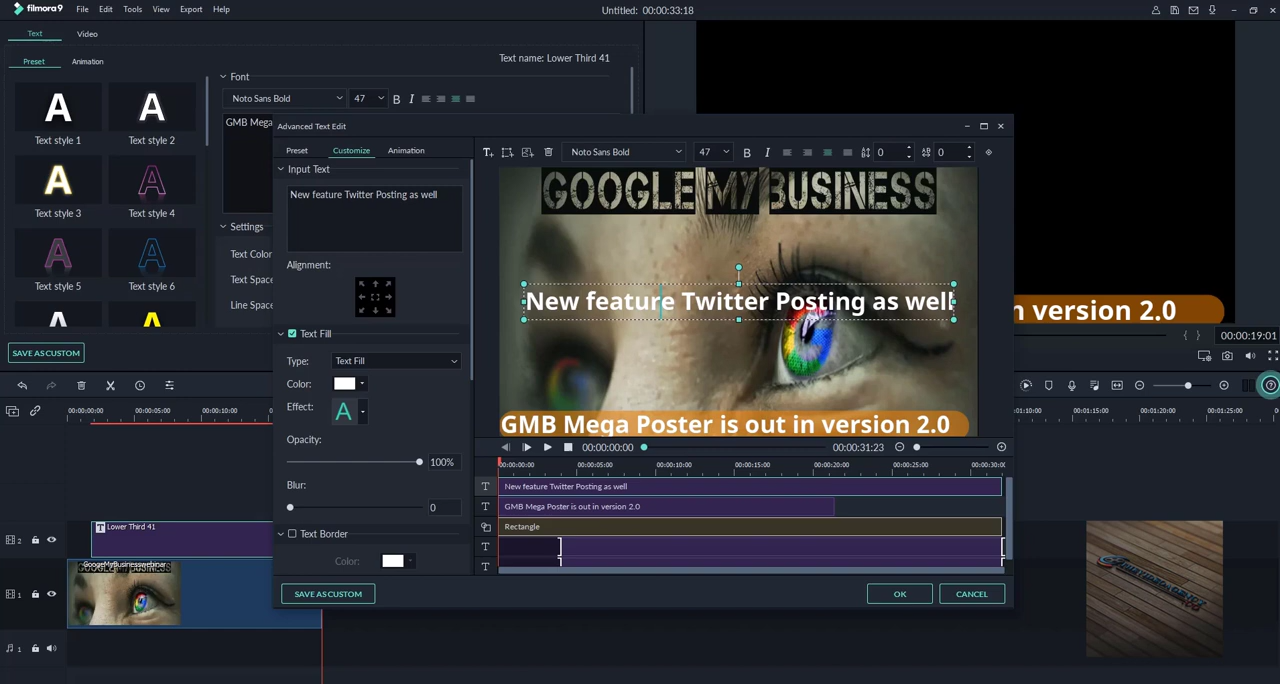 filmora9 File Edit Tools View Export Help Untitled: 00:00:33:18
Text Video
Preset Animation
Text name: Lower Third 41
Font
Noto Sans Bold 47 B I
GMB Mega
A A
Text style 1 Text style 2
A A
Text style 3 Text style 4
A A
Text style 5 Text style 6
A A
Settings
Text Color
Text Space
Line Space
SAVE AS CUSTOM
Advanced Text Edit
Preset Customize Animation
Input Text
New feature Twitter Posting as well
Alignment:
Text Fill
Type: Text Fill
Color:
Effect: A
Opacity:
100%
Blur:
0
Text Border
Color:
SAVE AS CUSTOM
T+ Noto Sans Bold 47 B I 0 0
GOOGLE MY BUSINESS
New feature Twitter Posting as well
GMB Mega Poster is out in version 2.0
00:00:00:00 00:00:31:23
00:00:00:00 00:00:05:00 00:00:10:00 00:00:15:00 00:00:20:00 00:00:25:00 00:00:30:00
T New feature Twitter Posting as well
T GMB Mega Poster is out in version 2.0
Rectangle
T
T
OK CANCEL
n version 2.0
00:00:19:01
00:00:00:00 00:00:05:00 00:00:10:00
01:10:00 00:01:15:00 00:01:20:00 00:01:25:00
2 T Lower Third 41
1 GoogeMyBusinesswebinar
1